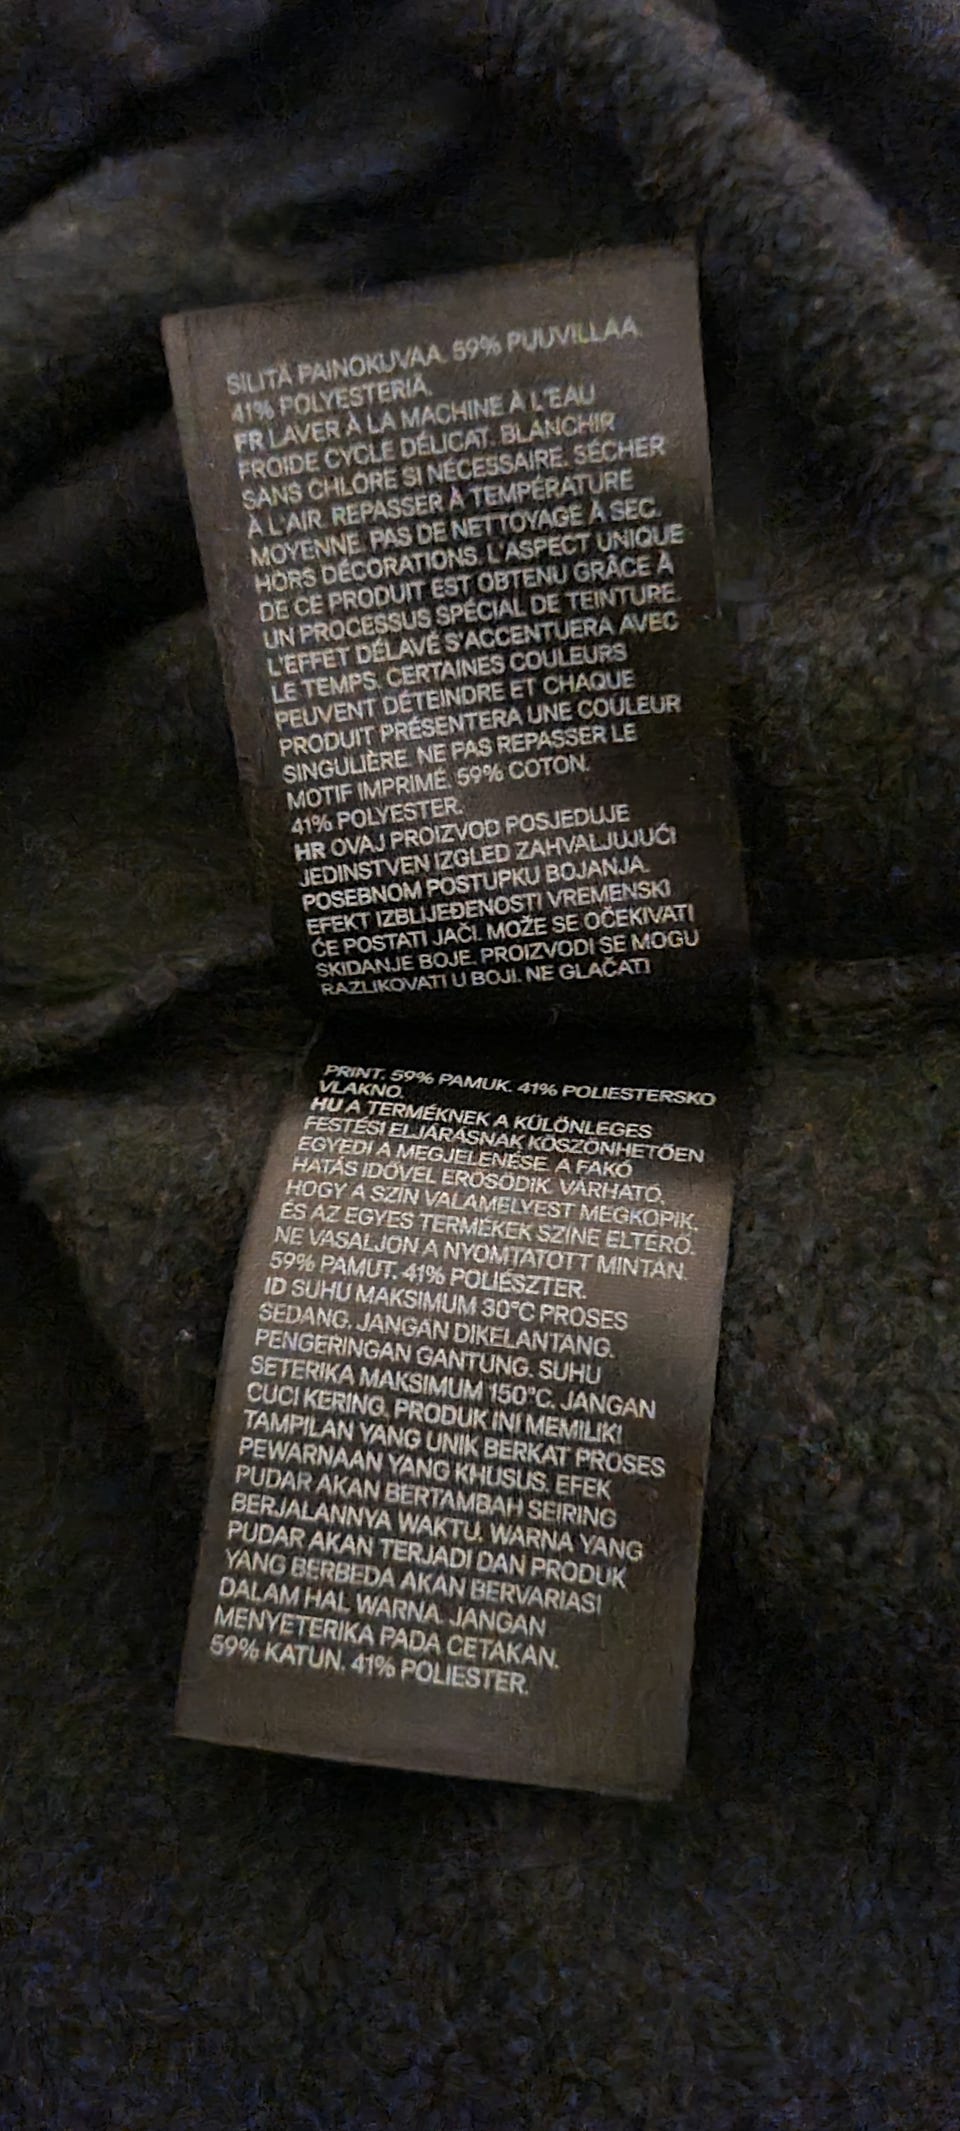 SILITÄ PAINOKUVAA. 59% PUUVILLAA.
41% POLYESTERIÄ.
FR LAVER À LA MACHINE À L'EAU
FROIDE CYCLE DÉLICAT. BLANCHIR
SANS CHLORE SI NÉCESSAIRE. SÉCHER
À L'AIR. REPASSER À TEMPÉRATURE
MOYENNE. PAS DE NETTOYAGE À SEC.
HORS DÉCORATIONS. L'ASPECT UNIQUE
DE CE PRODUIT EST OBTENU GRÂCE À
UN PROCESSUS SPÉCIAL DE TEINTURE.
L'EFFET DÉLAVÉ S'ACCENTUERA AVEC
LE TEMPS. CERTAINES COULEURS
PEUVENT DÉTEINDRE ET CHAQUE
PRODUIT PRÉSENTERA UNE COULEUR
SINGULIÈRE. NE PAS REPASSER LE
MOTIF IMPRIMÉ. 59% COTON.
41% POLYESTER.
HR OVAJ PROIZVOD POSJEDUJE
JEDINSTVEN IZGLED ZAHVALJUJUĆI
POSEBNOM POSTUPKU BOJANJA.
EFEKT IZBLIJEĐENOSTI VREMENSKI
ĆE POSTATI JAČI. MOŽE SE OČEKIVATI
SKIDANJE BOJE. PROIZVODI SE MOGU
RAZLIKOVATI U BOJI. NE GLAČATI
PRINT. 59% PAMUK. 41% POLIESTERSKO
VLAKNO.
HU A TERMÉKNEK A KÜLÖNLEGES
FESTÉSI ELJÁRÁSNAK KÖSZÖNHETŐEN
EGYEDI A MEGJELENÉSE. A FAKÓ
HATÁS IDŐVEL ERŐSÖDIK. VÁRHATÓ,
HOGY A SZÍN VALAMELYEST MEGKOPIK,
ÉS AZ EGYES TERMÉKEK SZÍNE ELTÉRŐ.
NE VASALJON A NYOMTATOTT MINTÁN.
59% PAMUT. 41% POLIÉSZTER.
ID SUHU MAKSIMUM 30°C PROSES
SEDANG. JANGAN DIKELANTANG.
PENGERINGAN GANTUNG. SUHU
SETERIKA MAKSIMUM 150°C. JANGAN
CUCI KERING. PRODUK INI MEMILIKI
TAMPILAN YANG UNIK BERKAT PROSES
PEWARNAAN YANG KHUSUS. EFEK
PUDAR AKAN BERTAMBAH SEIRING
BERJALANNYA WAKTU. WARNA YANG
PUDAR AKAN TERJADI DAN PRODUK
YANG BERBEDA AKAN BERVARIASI
DALAM HAL WARNA. JANGAN
MENYETERIKA PADA CETAKAN.
59% KATUN. 41% POLIESTER.